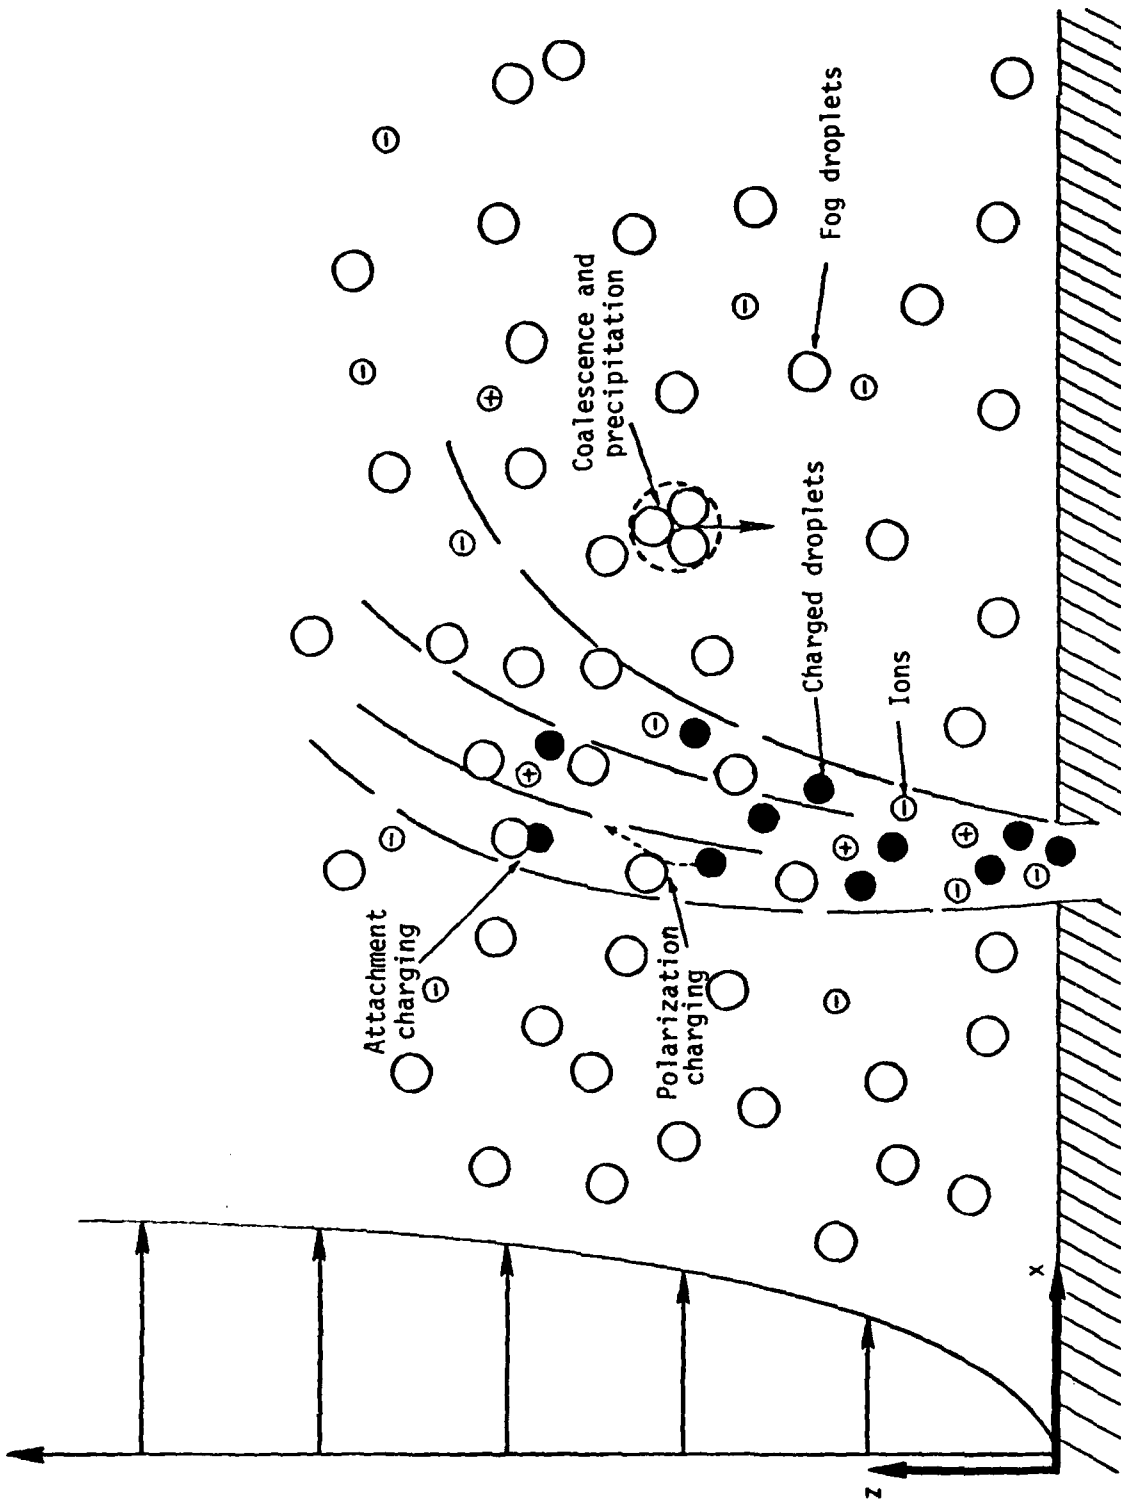 Attachment
charging
Polarization
charging
Coalescence and
precipitation
Fog droplets
Charged droplets
Ions
z
x
+
+
+
+
−
−
−
−
−
−
−
−
−
−
−
−